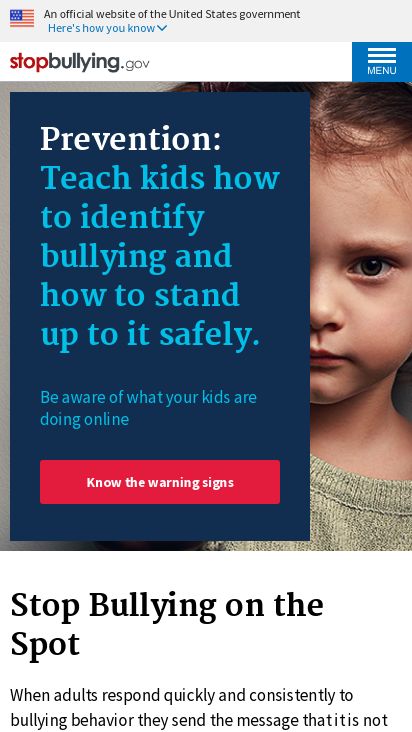 An official website of the United States government
Here's how you know
stopbullying.gov
MENU
Prevention:
Teach kids how
to identify
bullying and
how to stand
up to it safely.
Be aware of what your kids are
doing online
Know the warning signs
Stop Bullying on the
Spot
When adults respond quickly and consistently to
bullying behavior they send the message that it is not